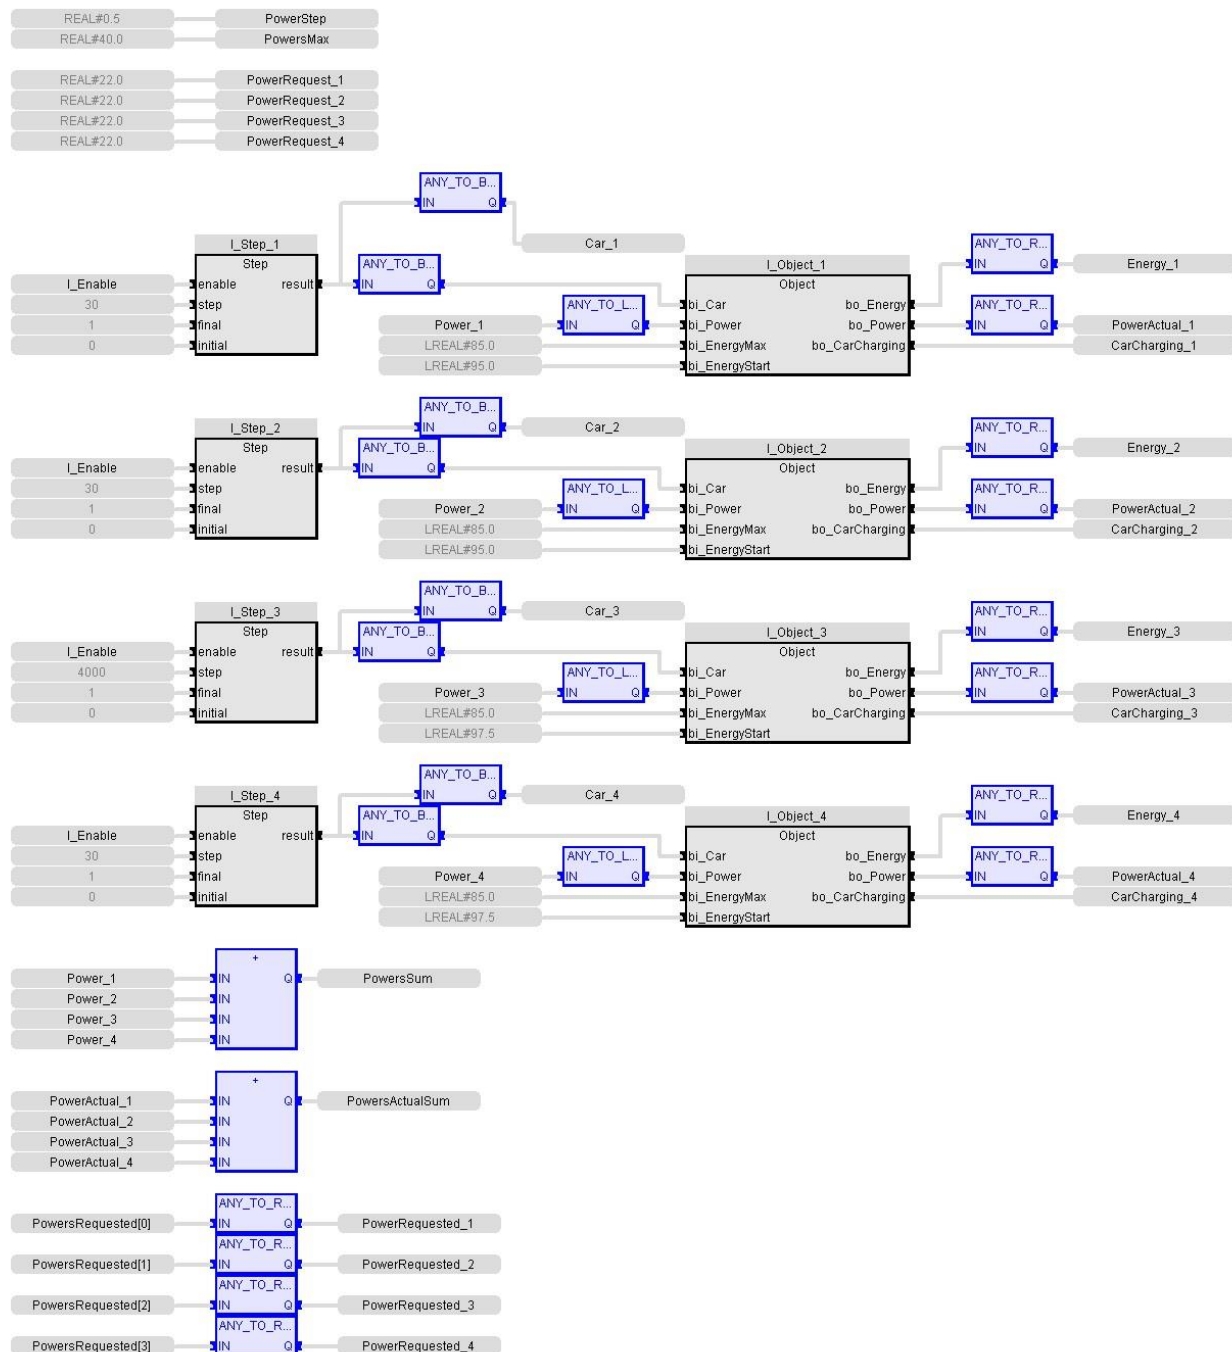 REAL#0.5 PowerStep
REAL#40.0 PowersMax
REAL#22.0 PowerRequest_1
REAL#22.0 PowerRequest_2
REAL#22.0 PowerRequest_3
REAL#22.0 PowerRequest_4
ANY_TO_B...
IN Q
I_Step_1 Car_1 ANY_TO_R...
Step ANY_TO_B... I_Object_1 IN Q Energy_1
I_Enable enable result IN Q Object
30 step ANY_TO_L... bi_Car bo_Energy ANY_TO_R...
1 final Power_1 IN Q bi_Power bo_Power IN Q PowerActual_1
0 initial LREAL#85.0 bi_EnergyMax bo_CarCharging CarCharging_1
LREAL#95.0 bi_EnergyStart
ANY_TO_B...
I_Step_2 IN Q Car_2 ANY_TO_R...
Step ANY_TO_B... I_Object_2 IN Q Energy_2
I_Enable enable result IN Q Object
30 step ANY_TO_L... bi_Car bo_Energy ANY_TO_R...
1 final Power_2 IN Q bi_Power bo_Power IN Q PowerActual_2
0 initial LREAL#85.0 bi_EnergyMax bo_CarCharging CarCharging_2
LREAL#95.0 bi_EnergyStart
ANY_TO_B...
I_Step_3 IN Q Car_3 ANY_TO_R...
Step ANY_TO_B... I_Object_3 IN Q Energy_3
I_Enable enable result IN Q Object
4000 step ANY_TO_L... bi_Car bo_Energy ANY_TO_R...
1 final Power_3 IN Q bi_Power bo_Power IN Q PowerActual_3
0 initial LREAL#85.0 bi_EnergyMax bo_CarCharging CarCharging_3
LREAL#97.5 bi_EnergyStart
ANY_TO_B...
I_Step_4 IN Q Car_4 ANY_TO_R...
Step ANY_TO_B... I_Object_4 IN Q Energy_4
I_Enable enable result IN Q Object
30 step ANY_TO_L... bi_Car bo_Energy ANY_TO_R...
1 final Power_4 IN Q bi_Power bo_Power IN Q PowerActual_4
0 initial LREAL#85.0 bi_EnergyMax bo_CarCharging CarCharging_4
LREAL#97.5 bi_EnergyStart
+
Power_1 IN Q PowersSum
Power_2 IN
Power_3 IN
Power_4 IN
+
PowerActual_1 IN Q PowersActualSum
PowerActual_2 IN
PowerActual_3 IN
PowerActual_4 IN
ANY_TO_R...
PowersRequested[0] IN Q PowerRequested_1
ANY_TO_R...
PowersRequested[1] IN Q PowerRequested_2
ANY_TO_R...
PowersRequested[2] IN Q PowerRequested_3
ANY_TO_R...
PowersRequested[3] IN Q PowerRequested_4